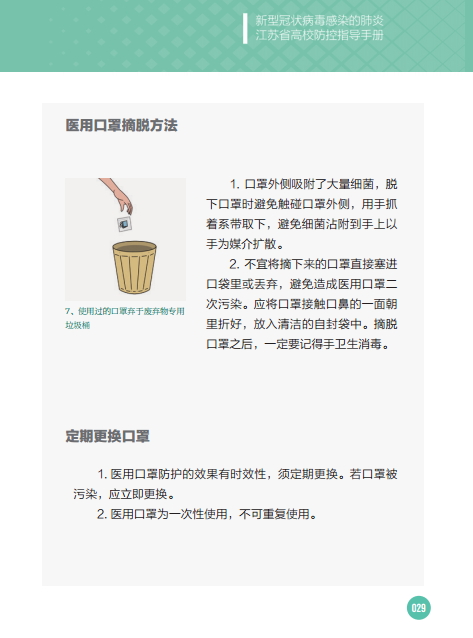 新型冠状病毒感染的肺炎
江苏省高校防控指导手册
医用口罩摘脱方法
1. 口罩外侧吸附了大量细菌，脱
下口罩时避免触碰口罩外侧，用手抓
着系带取下，避免细菌沾附到手上以
手为媒介扩散。
2. 不宜将摘下来的口罩直接塞进
口袋里或丢弃，避免造成医用口罩二
次污染。应将口罩接触口鼻的一面朝
里折好，放入清洁的自封袋中。摘脱
口罩之后，一定要记得手卫生消毒。
7、使用过的口罩弃于废弃物专用
垃圾桶
定期更换口罩
1. 医用口罩防护的效果有时效性，须定期更换。若口罩被
污染，应立即更换。
2. 医用口罩为一次性使用，不可重复使用。
029